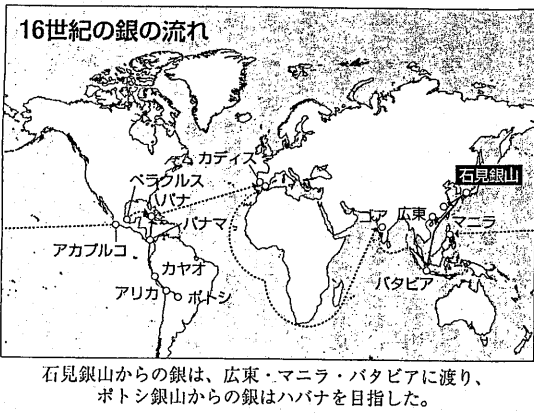 16世紀の銀の流れ
カディス
石見銀山
ベラクルス
ハバナ
ゴア
広東
マニラ
パナマ
アカプルコ
カヤオ
バタビア
アリカ
ポトシ
石見銀山からの銀は、広東・マニラ・バタビアに渡り、
ポトシ銀山からの銀はハバナを目指した。